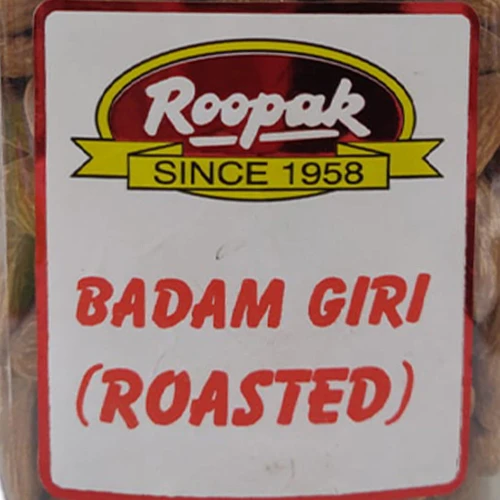 Roopak
SINCE 1958
BADAM GIRI
(ROASTED)